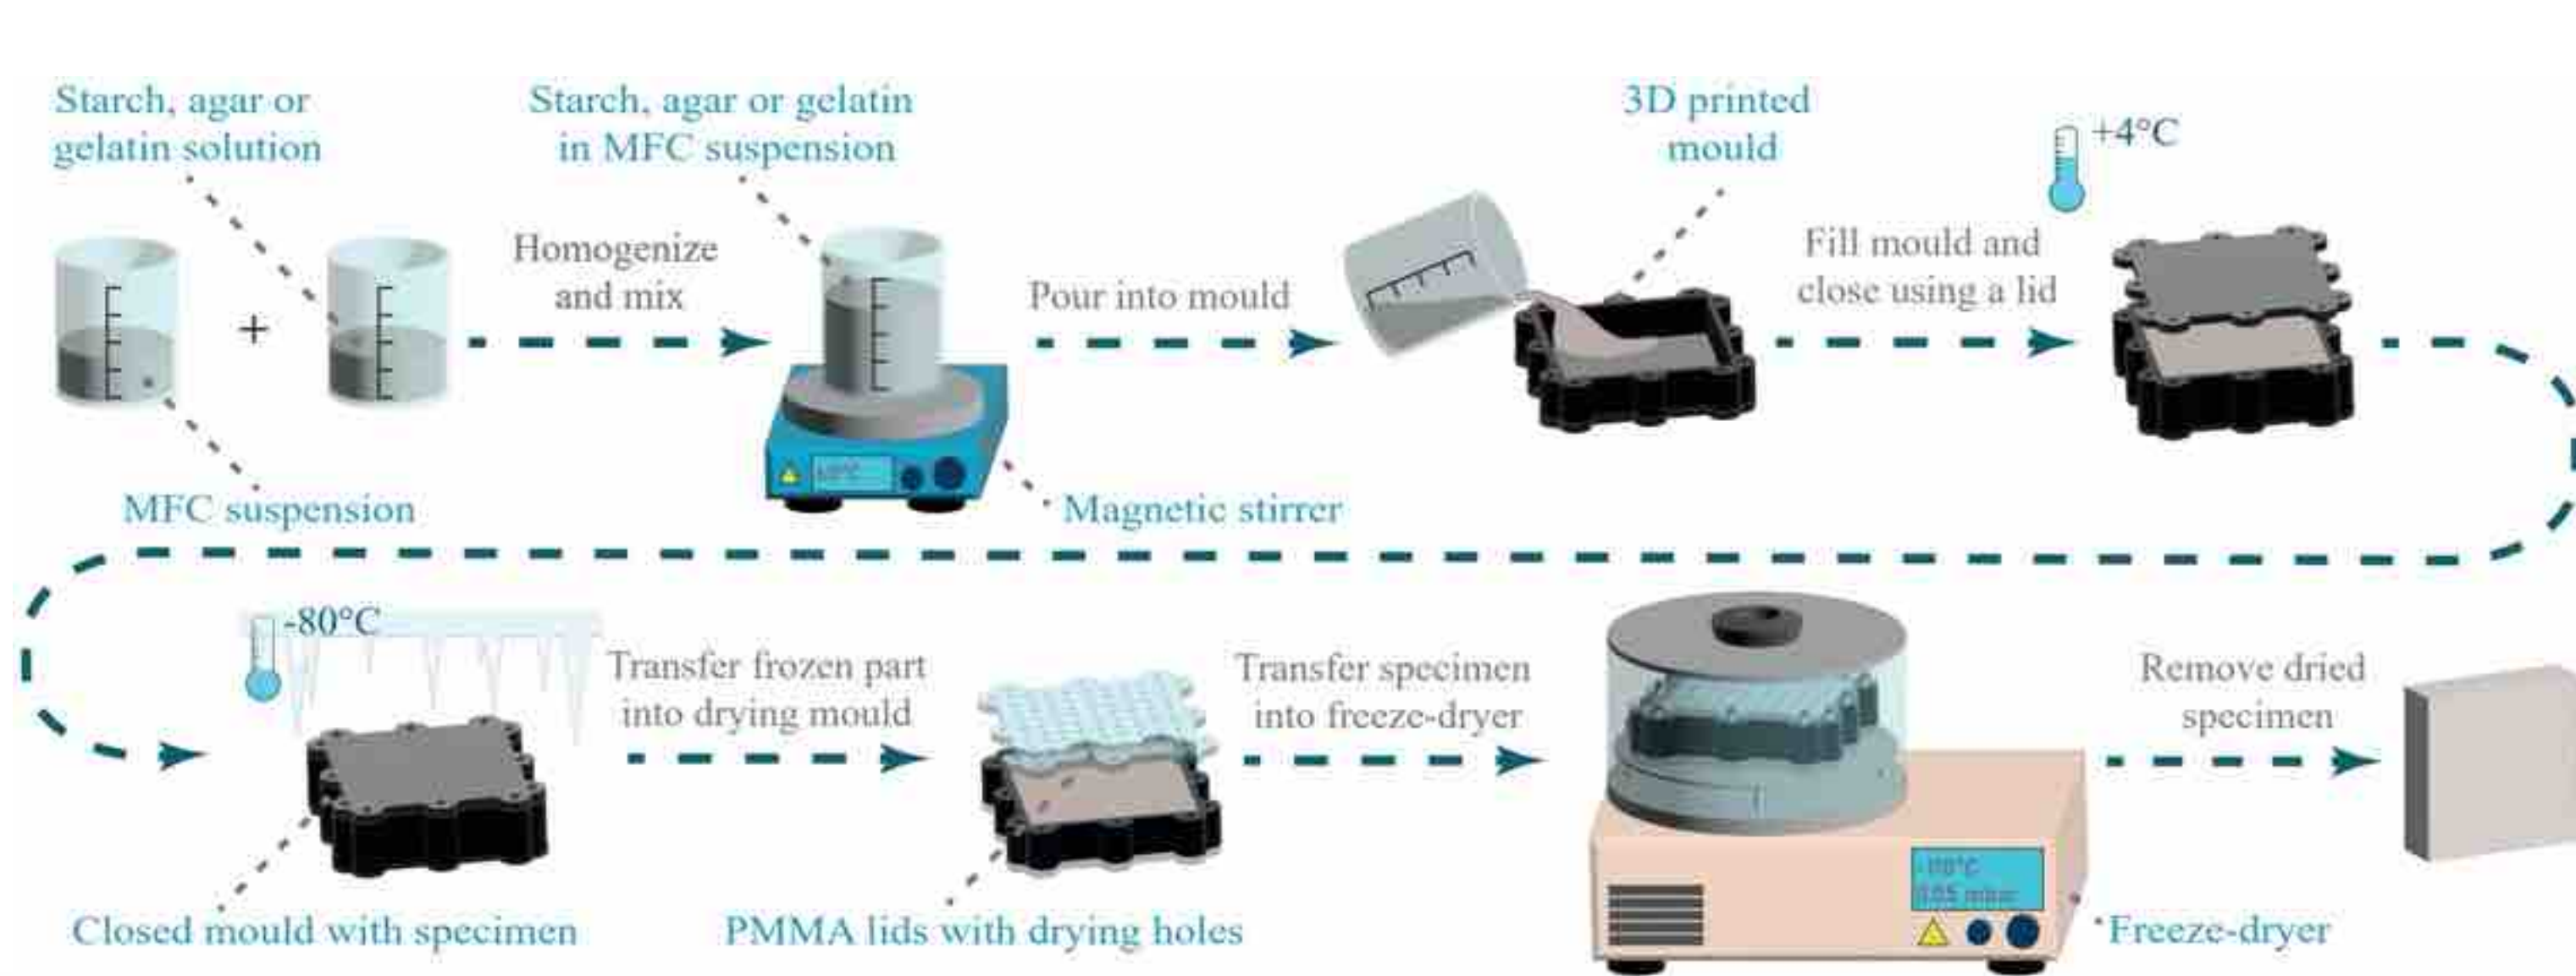 Starch, agar or
gelatin solution
Starch, agar or gelatin
in MFC suspension
3D printed
mould
+4°C
+
Homogenize
and mix
Pour into mould
Fill mould and
close using a lid
MFC suspension
Magnetic stirrer
-80°C
Transfer frozen part
into drying mould
Transfer specimen
into freeze-dryer
Remove dried
specimen
Closed mould with specimen
PMMA lids with drying holes
Freeze-dryer